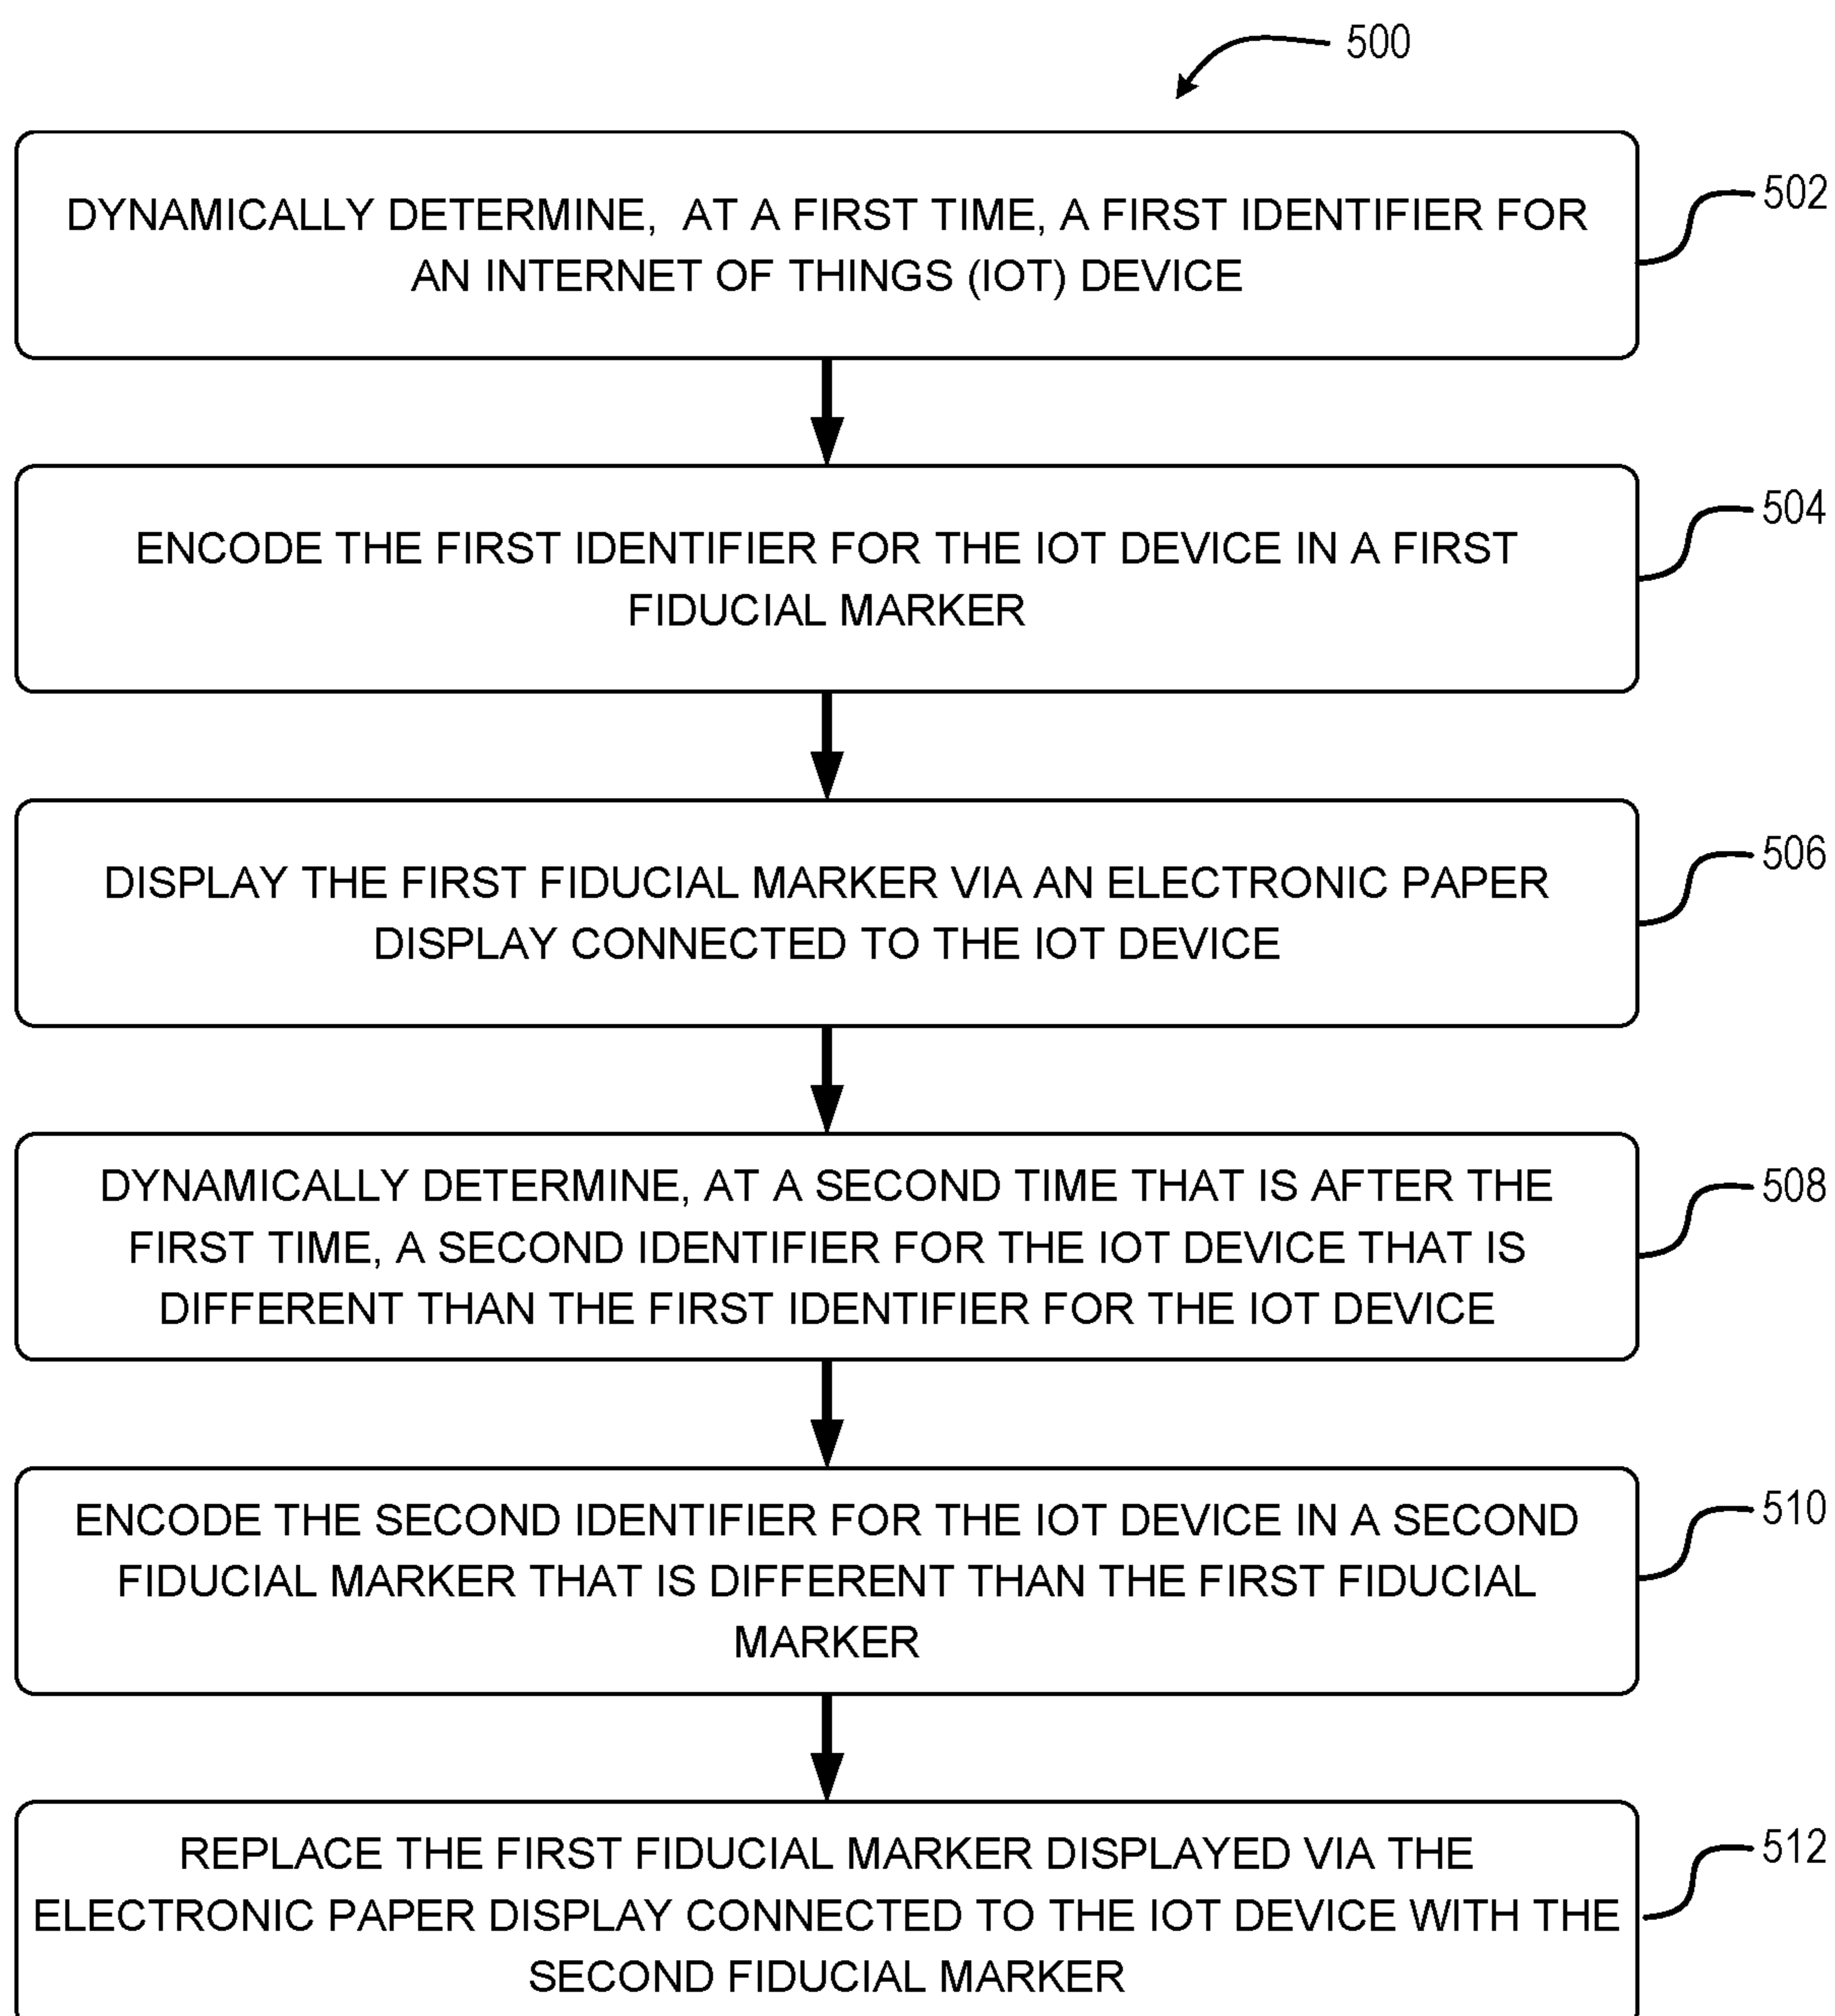 500
DYNAMICALLY DETERMINE, AT A FIRST TIME, A FIRST IDENTIFIER FOR
AN INTERNET OF THINGS (IOT) DEVICE
502
ENCODE THE FIRST IDENTIFIER FOR THE IOT DEVICE IN A FIRST
FIDUCIAL MARKER
504
DISPLAY THE FIRST FIDUCIAL MARKER VIA AN ELECTRONIC PAPER
DISPLAY CONNECTED TO THE IOT DEVICE
506
DYNAMICALLY DETERMINE, AT A SECOND TIME THAT IS AFTER THE
FIRST TIME, A SECOND IDENTIFIER FOR THE IOT DEVICE THAT IS
DIFFERENT THAN THE FIRST IDENTIFIER FOR THE IOT DEVICE
508
ENCODE THE SECOND IDENTIFIER FOR THE IOT DEVICE IN A SECOND
FIDUCIAL MARKER THAT IS DIFFERENT THAN THE FIRST FIDUCIAL
MARKER
510
REPLACE THE FIRST FIDUCIAL MARKER DISPLAYED VIA THE
ELECTRONIC PAPER DISPLAY CONNECTED TO THE IOT DEVICE WITH THE
SECOND FIDUCIAL MARKER
512